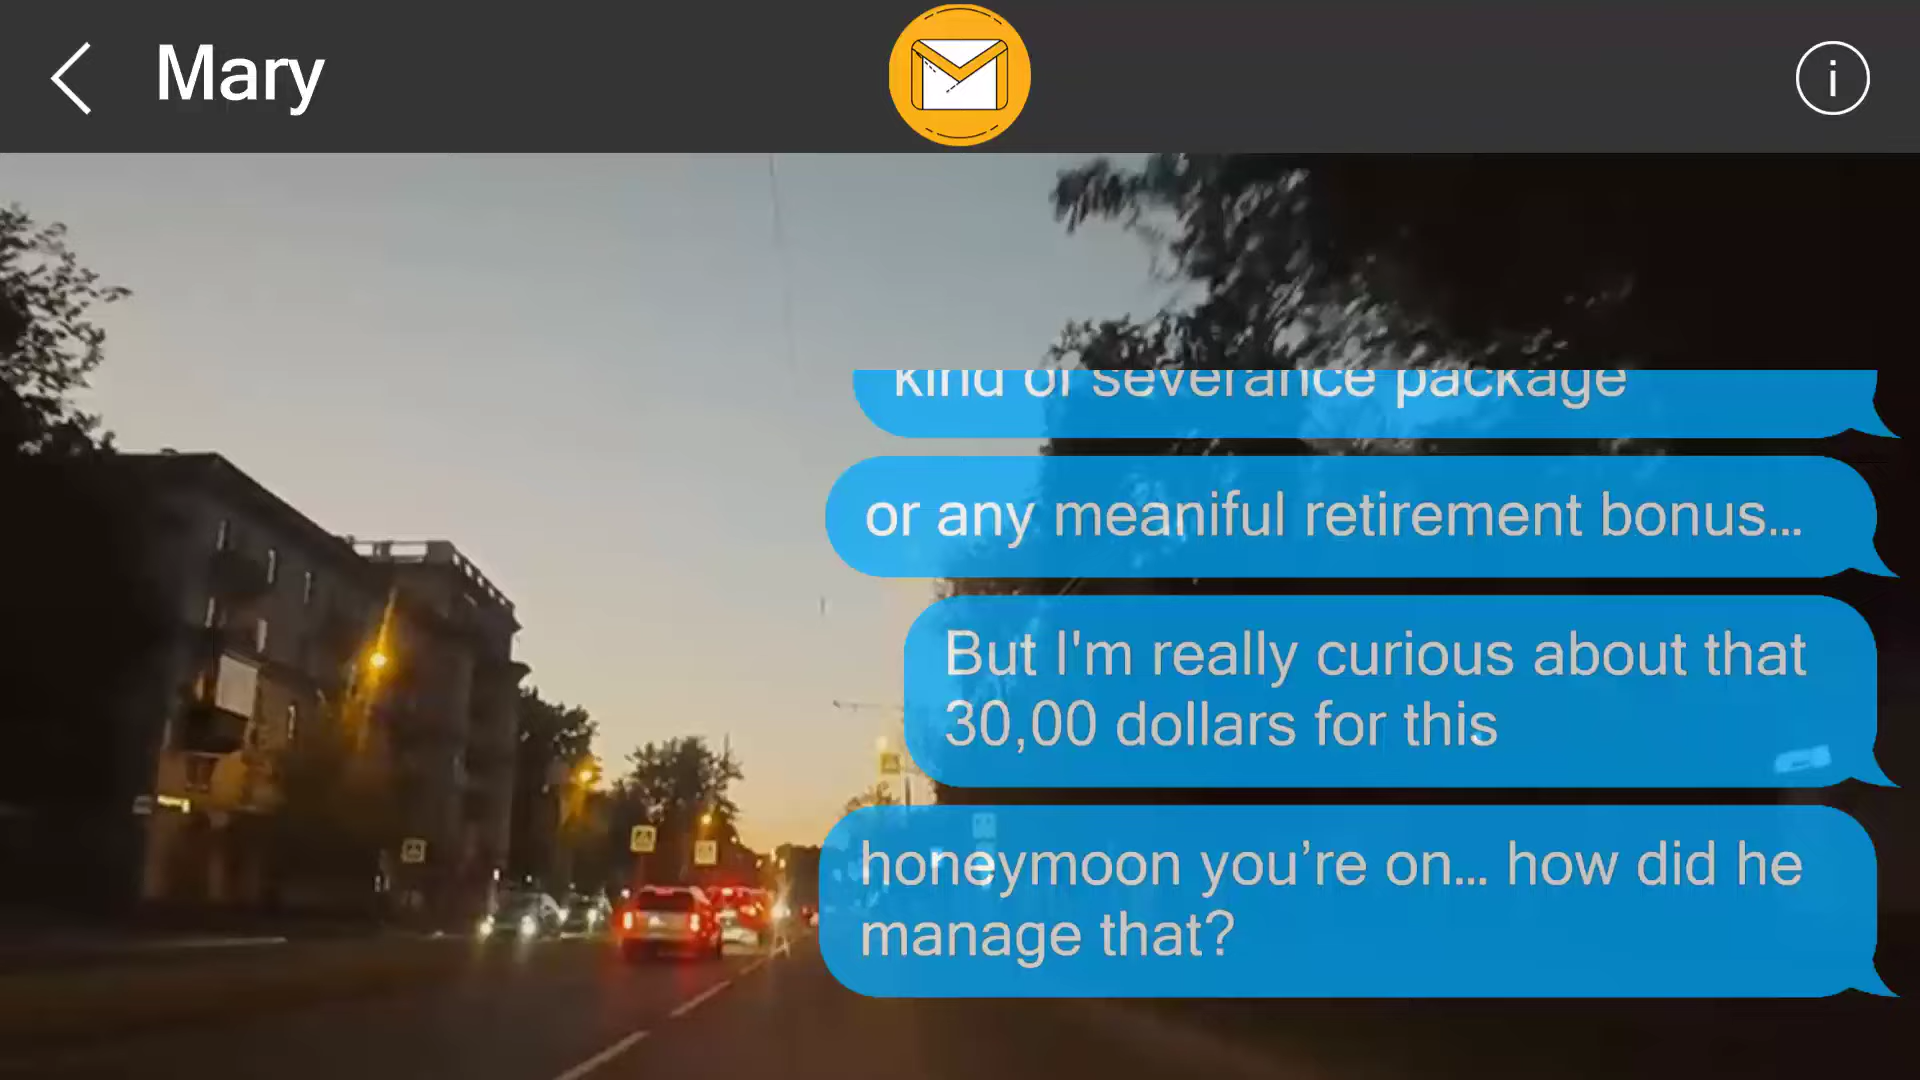 Mary
i
kind of severance package
or any meaniful retirement bonus...
But I'm really curious about that
30,00 dollars for this
honeymoon you’re on... how did he
manage that?